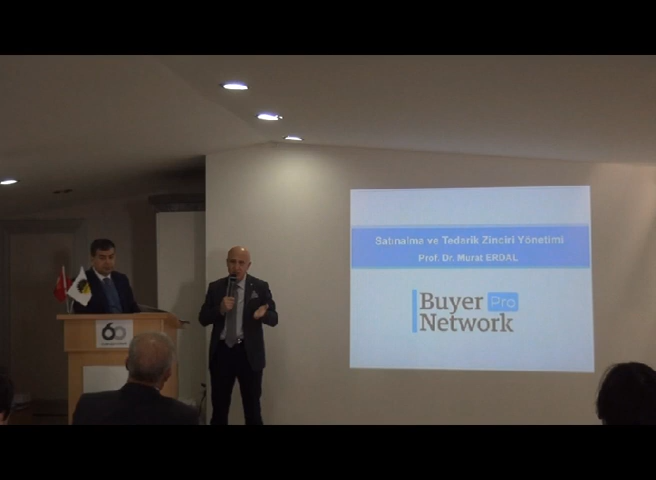 Satınalma ve Tedarik Zinciri Yönetimi
Prof. Dr. Murat ERDAL
Buyer Pro
Network
60